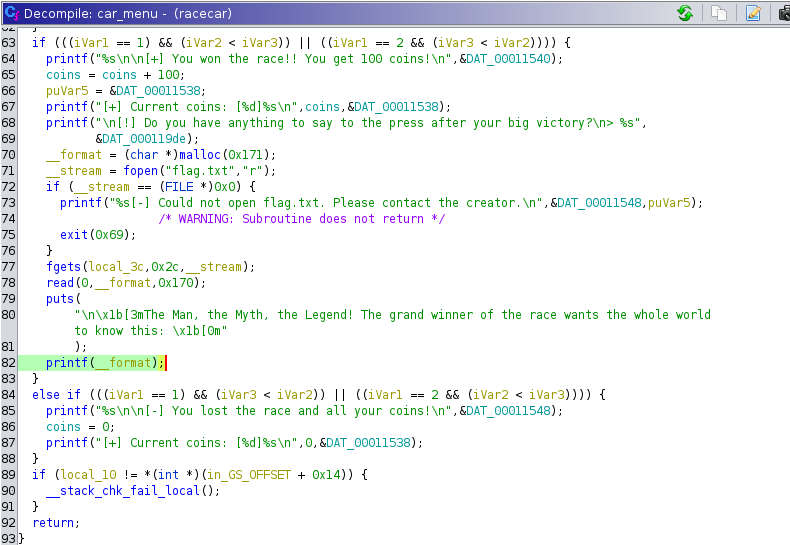 Decompile: car_menu - (racecar)
63 if (((iVar1 == 1) && (iVar2 < iVar3)) || ((iVar1 == 2 && (iVar3 < iVar2)))) {
64 printf("%s\n\n[+] You won the race!! You get 100 coins!\n",&DAT_00011540);
65 coins = coins + 100;
66 puVar5 = &DAT_00011538;
67 printf("[+] Current coins: [%d]%s\n",coins,&DAT_00011538);
68 printf("\n[!] Do you have anything to say to the press after your big victory?\n> %s",
69 &DAT_000119de);
70 __format = (char *)malloc(0x171);
71 __stream = fopen("flag.txt","r");
72 if (__stream == (FILE *)0x0) {
73 printf("%s[-] Could not open flag.txt. Please contact the creator.\n",&DAT_00011548,puVar5);
74 /* WARNING: Subroutine does not return */
75 exit(0x69);
76 }
77 fgets(local_3c,0x2c,__stream);
78 read(0,__format,0x170);
79 puts(
80 "\n\x1b[3mThe Man, the Myth, the Legend! The grand winner of the race wants the whole world
to know this: \x1b[0m"
81 );
82 printf(__format);
83 }
84 else if (((iVar1 == 1) && (iVar3 < iVar2)) || ((iVar1 == 2 && (iVar2 < iVar3)))) {
85 printf("%s\n\n[-] You lost the race and all your coins!\n",&DAT_00011548);
86 coins = 0;
87 printf("[+] Current coins: [%d]%s\n",0,&DAT_00011538);
88 }
89 if (local_10 != *(int *)(in_GS_OFFSET + 0x14)) {
90 __stack_chk_fail_local();
91 }
92 return;
93 }